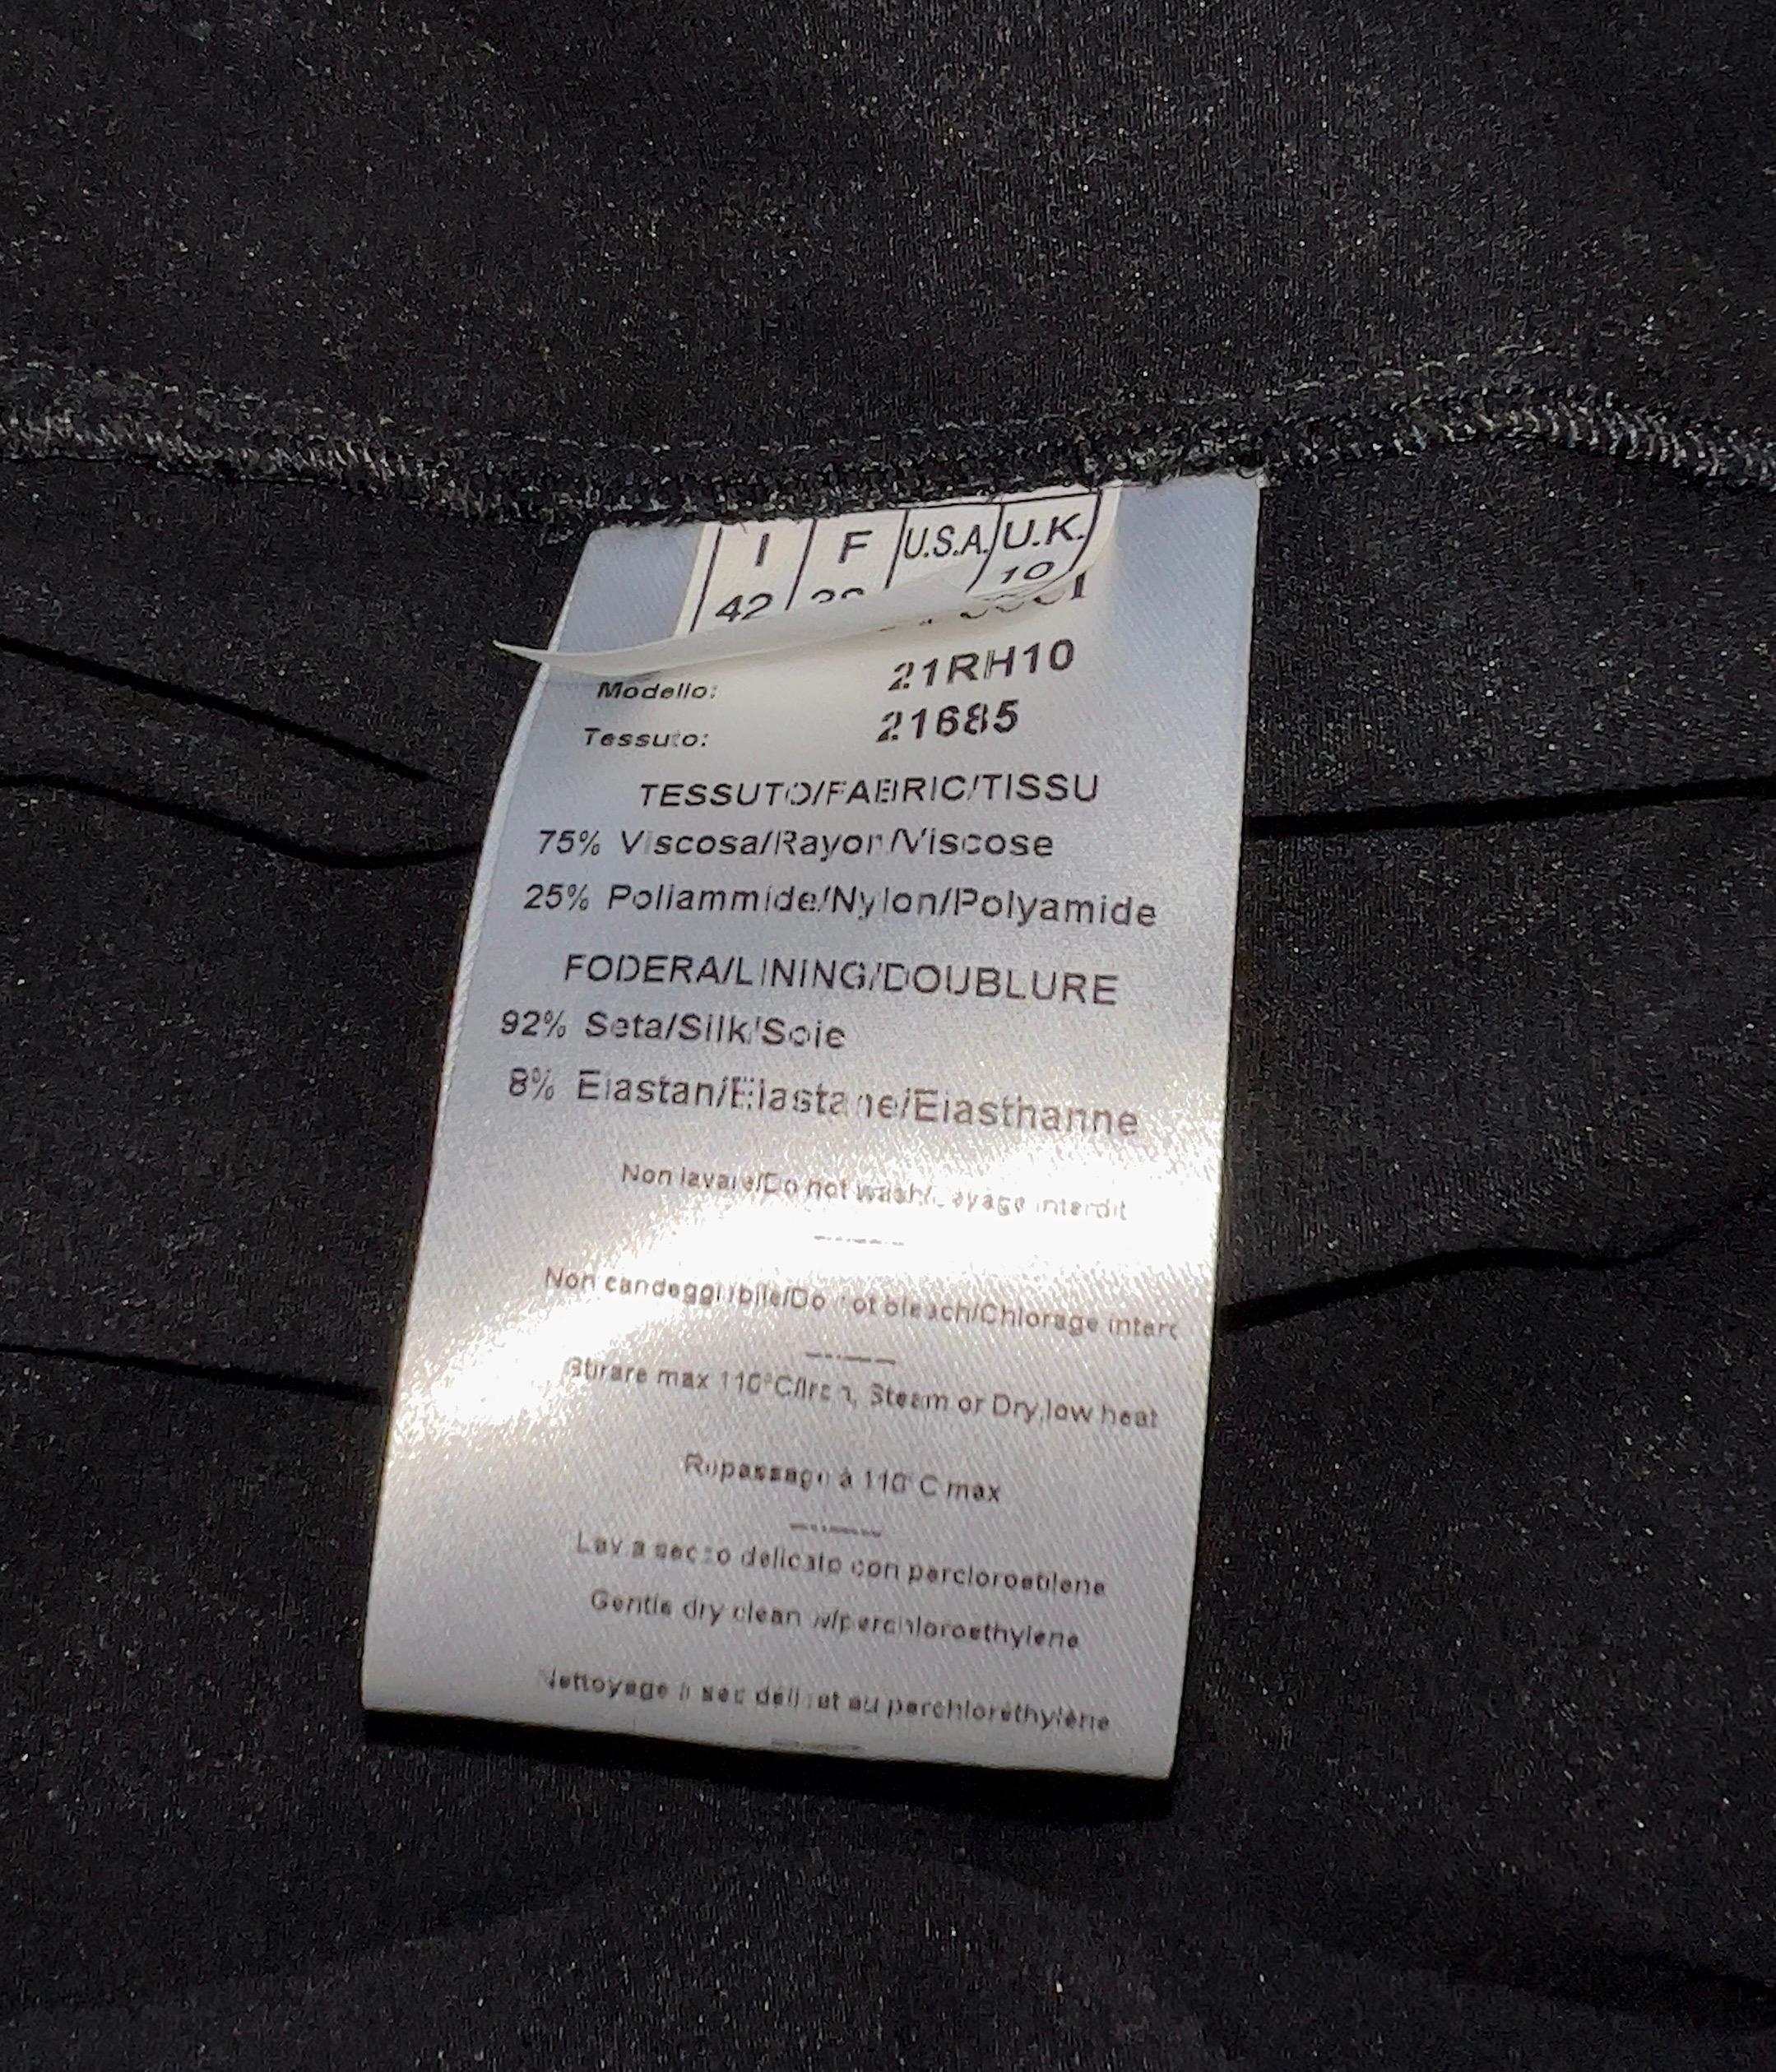 I F U.S.A. U.K.
42 10
Modello: 21RH10
Tessuto: 21685
TESSUTO/FABRIC/TISSU
75% Viscosa/Rayon/Viscose
25% Poliammide/Nylon/Polyamide
FODERA/LINING/DOUBLURE
92% Seta/Silk/Soie
8% Elastan/Elastane/Elasthanne
Non lavare/Do not wash/Lavage interdit
Non candeggiabile/Do not bleach/Chlorage interd
Stirare max 110°C/Iron, Steam or Dry,low heat
Repassage à 110°C max
Lav a secco delicato con percloroetilene
Gentle dry clean w/perchloroethylene
Nettoyage à sec délicat au perchloréthylène